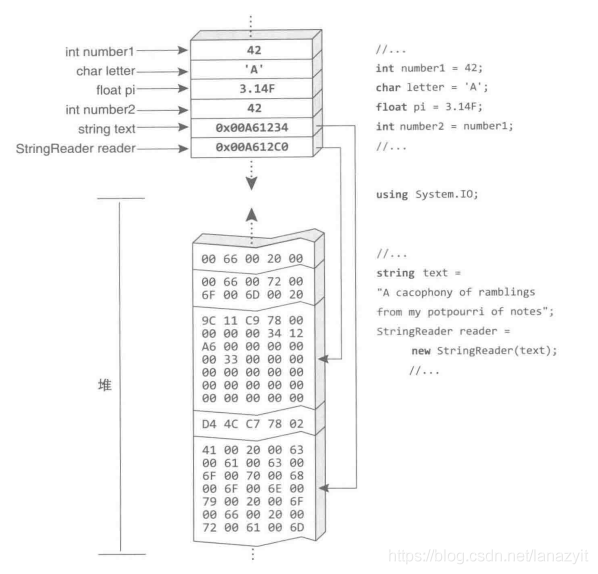 int number1
char letter
float pi
int number2
string text
StringReader reader
42
'A'
3.14F
42
0x00A61234
0x00A612C0
//...
int number1 = 42;
char letter = 'A';
float pi = 3.14F;
int number2 = number1;
//...
using System.IO;
//...
string text =
"A cacophony of ramblings
from my potpourri of notes";
StringReader reader =
new StringReader(text);
//...
堆
00 66 00 20 00
00 66 00 72 00
6F 00 6D 00 20
9C 11 C9 78 00
00 00 00 34 12
A6 00 00 00 00
00 33 00 00 00
00 00 00 00 00
00 00 00 00 00
00 00 00 00 00
D4 4C C7 78 02
41 00 20 00 63
00 61 00 63 00
6F 00 70 00 68
00 6F 00 6E 00
79 00 20 00 6F
00 66 00 20 00
72 00 61 00 6D
https://blog.csdn.net/lanazyit